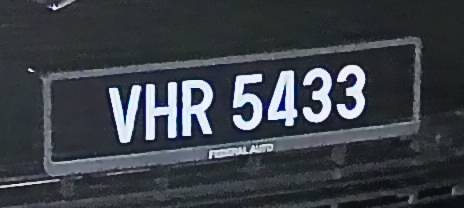 VHR 5433
FEDERAL AUTO